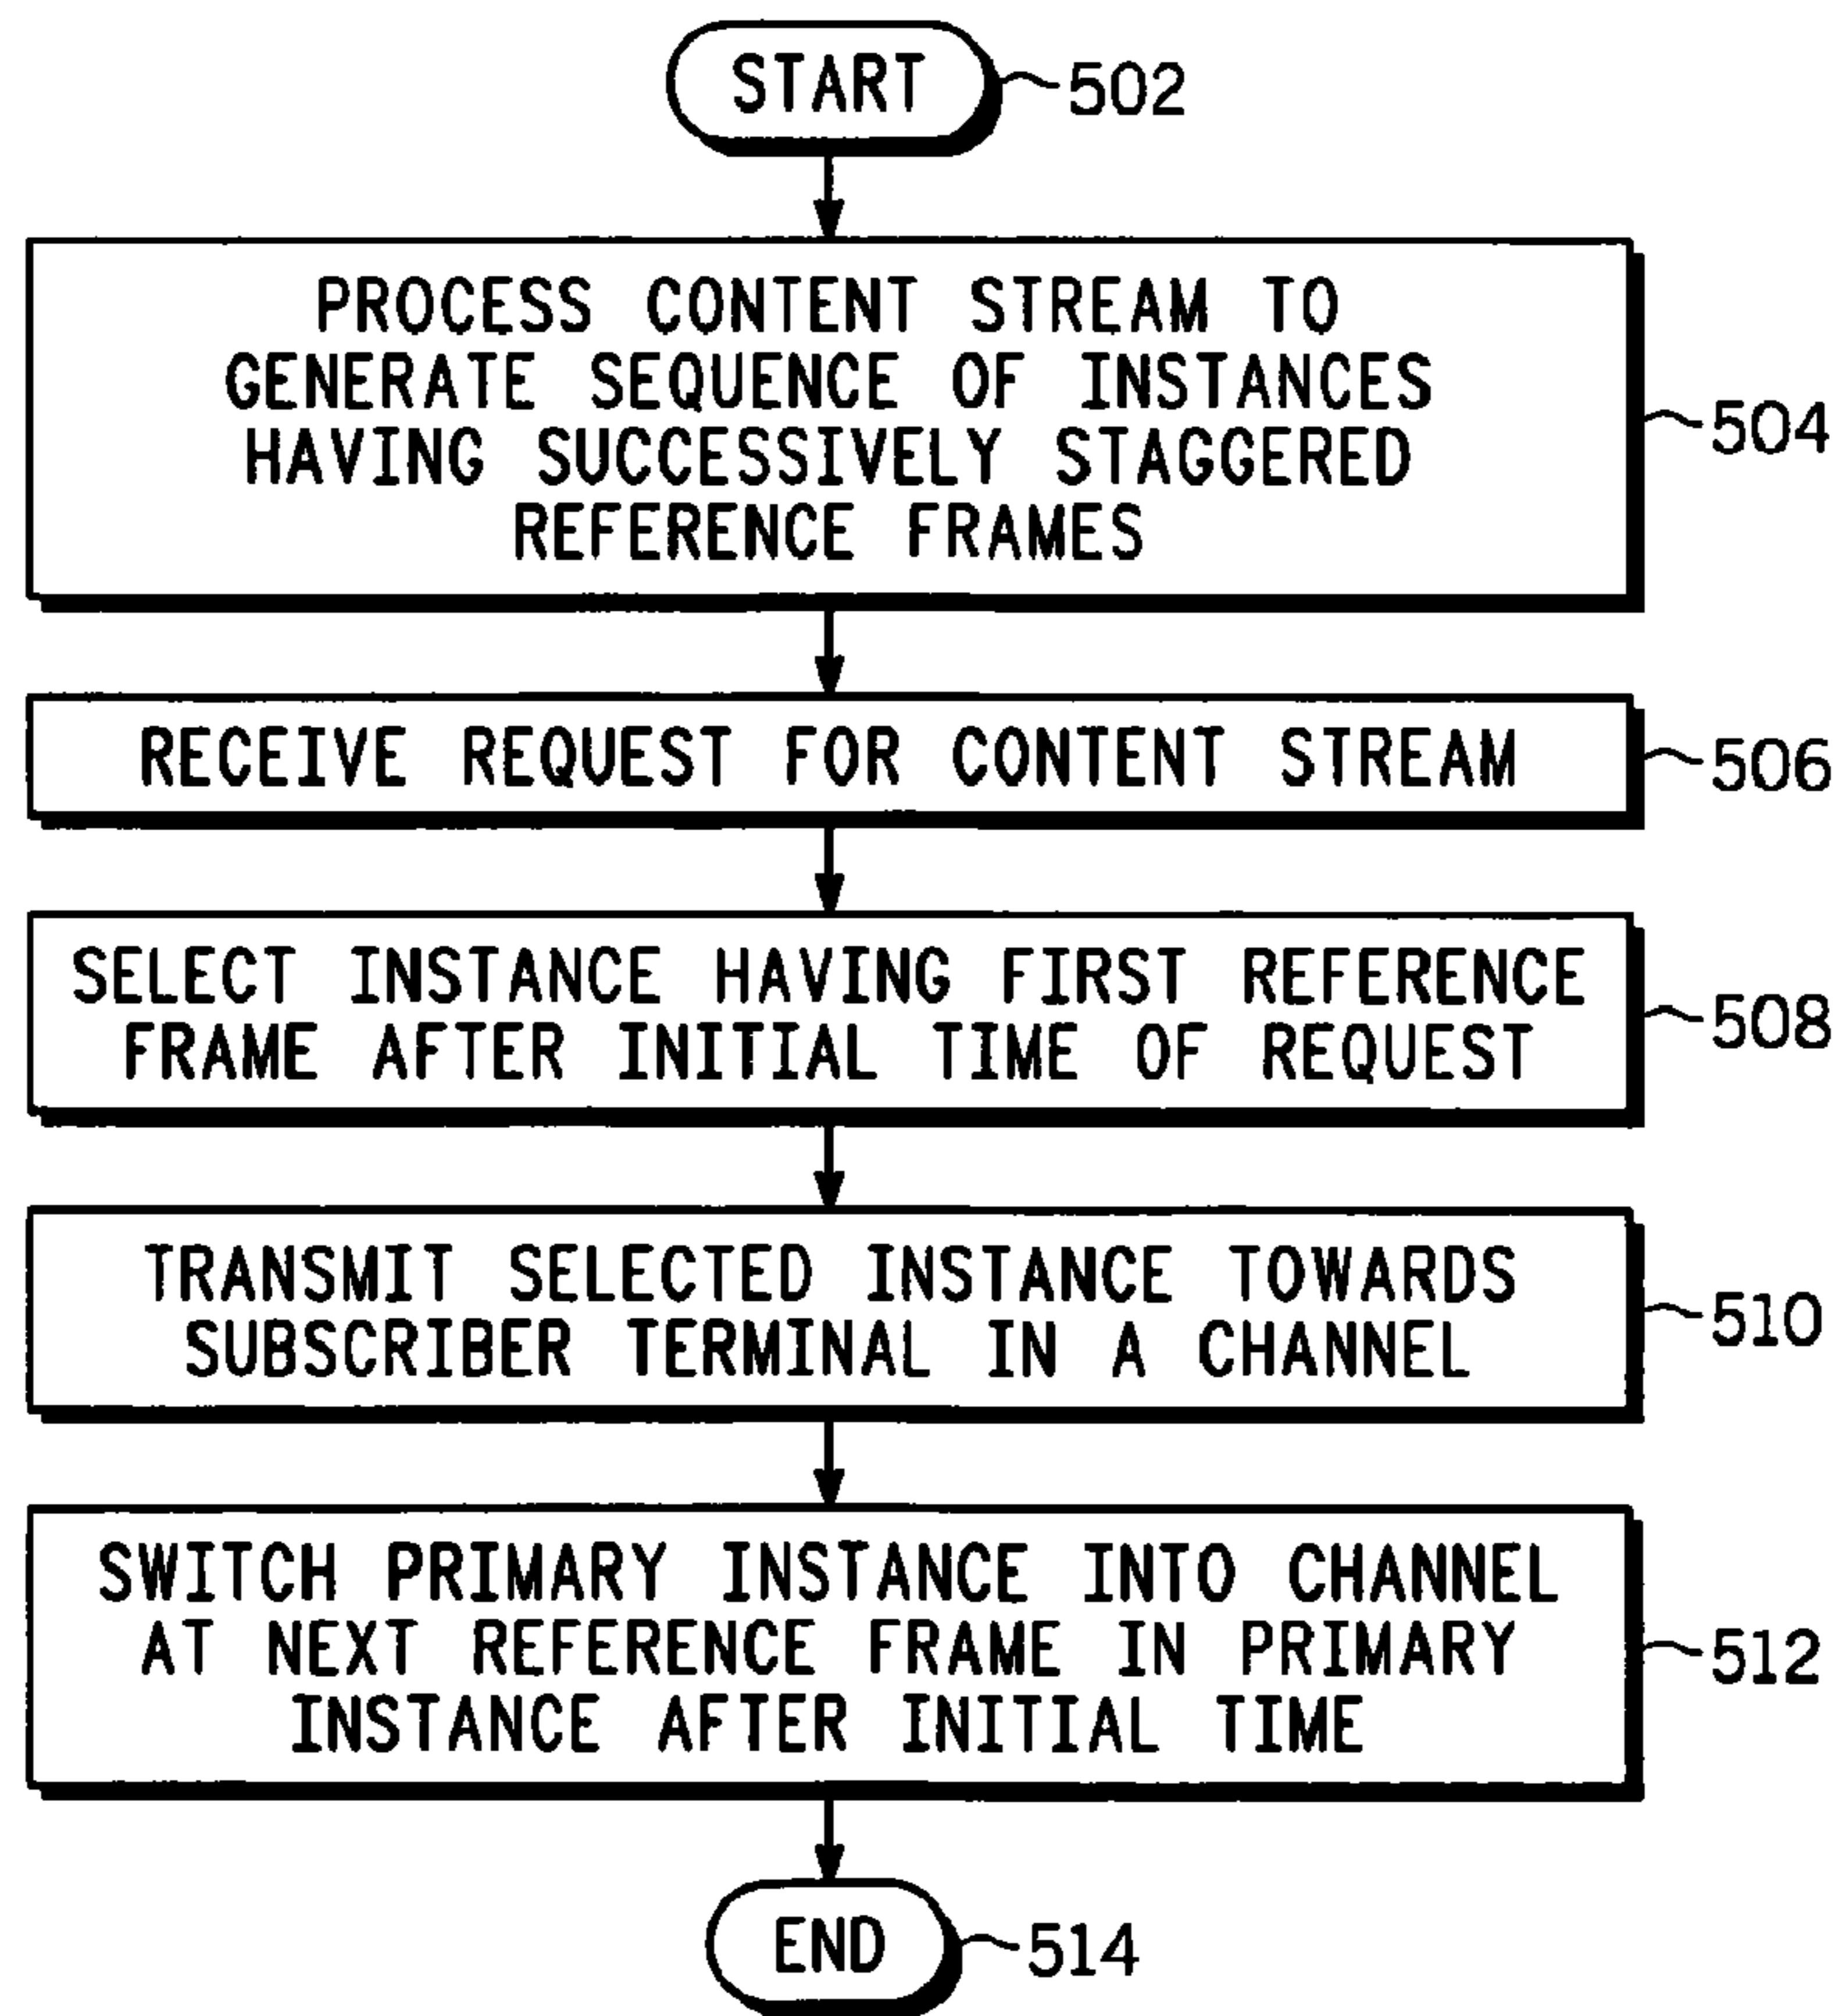 START
502
PROCESS CONTENT STREAM TO
GENERATE SEQUENCE OF INSTANCES
HAVING SUCCESSIVELY STAGGERED
REFERENCE FRAMES
504
RECEIVE REQUEST FOR CONTENT STREAM
506
SELECT INSTANCE HAVING FIRST REFERENCE
FRAME AFTER INITIAL TIME OF REQUEST
508
TRANSMIT SELECTED INSTANCE TOWARDS
SUBSCRIBER TERMINAL IN A CHANNEL
510
SWITCH PRIMARY INSTANCE INTO CHANNEL
AT NEXT REFERENCE FRAME IN PRIMARY
INSTANCE AFTER INITIAL TIME
512
END
514